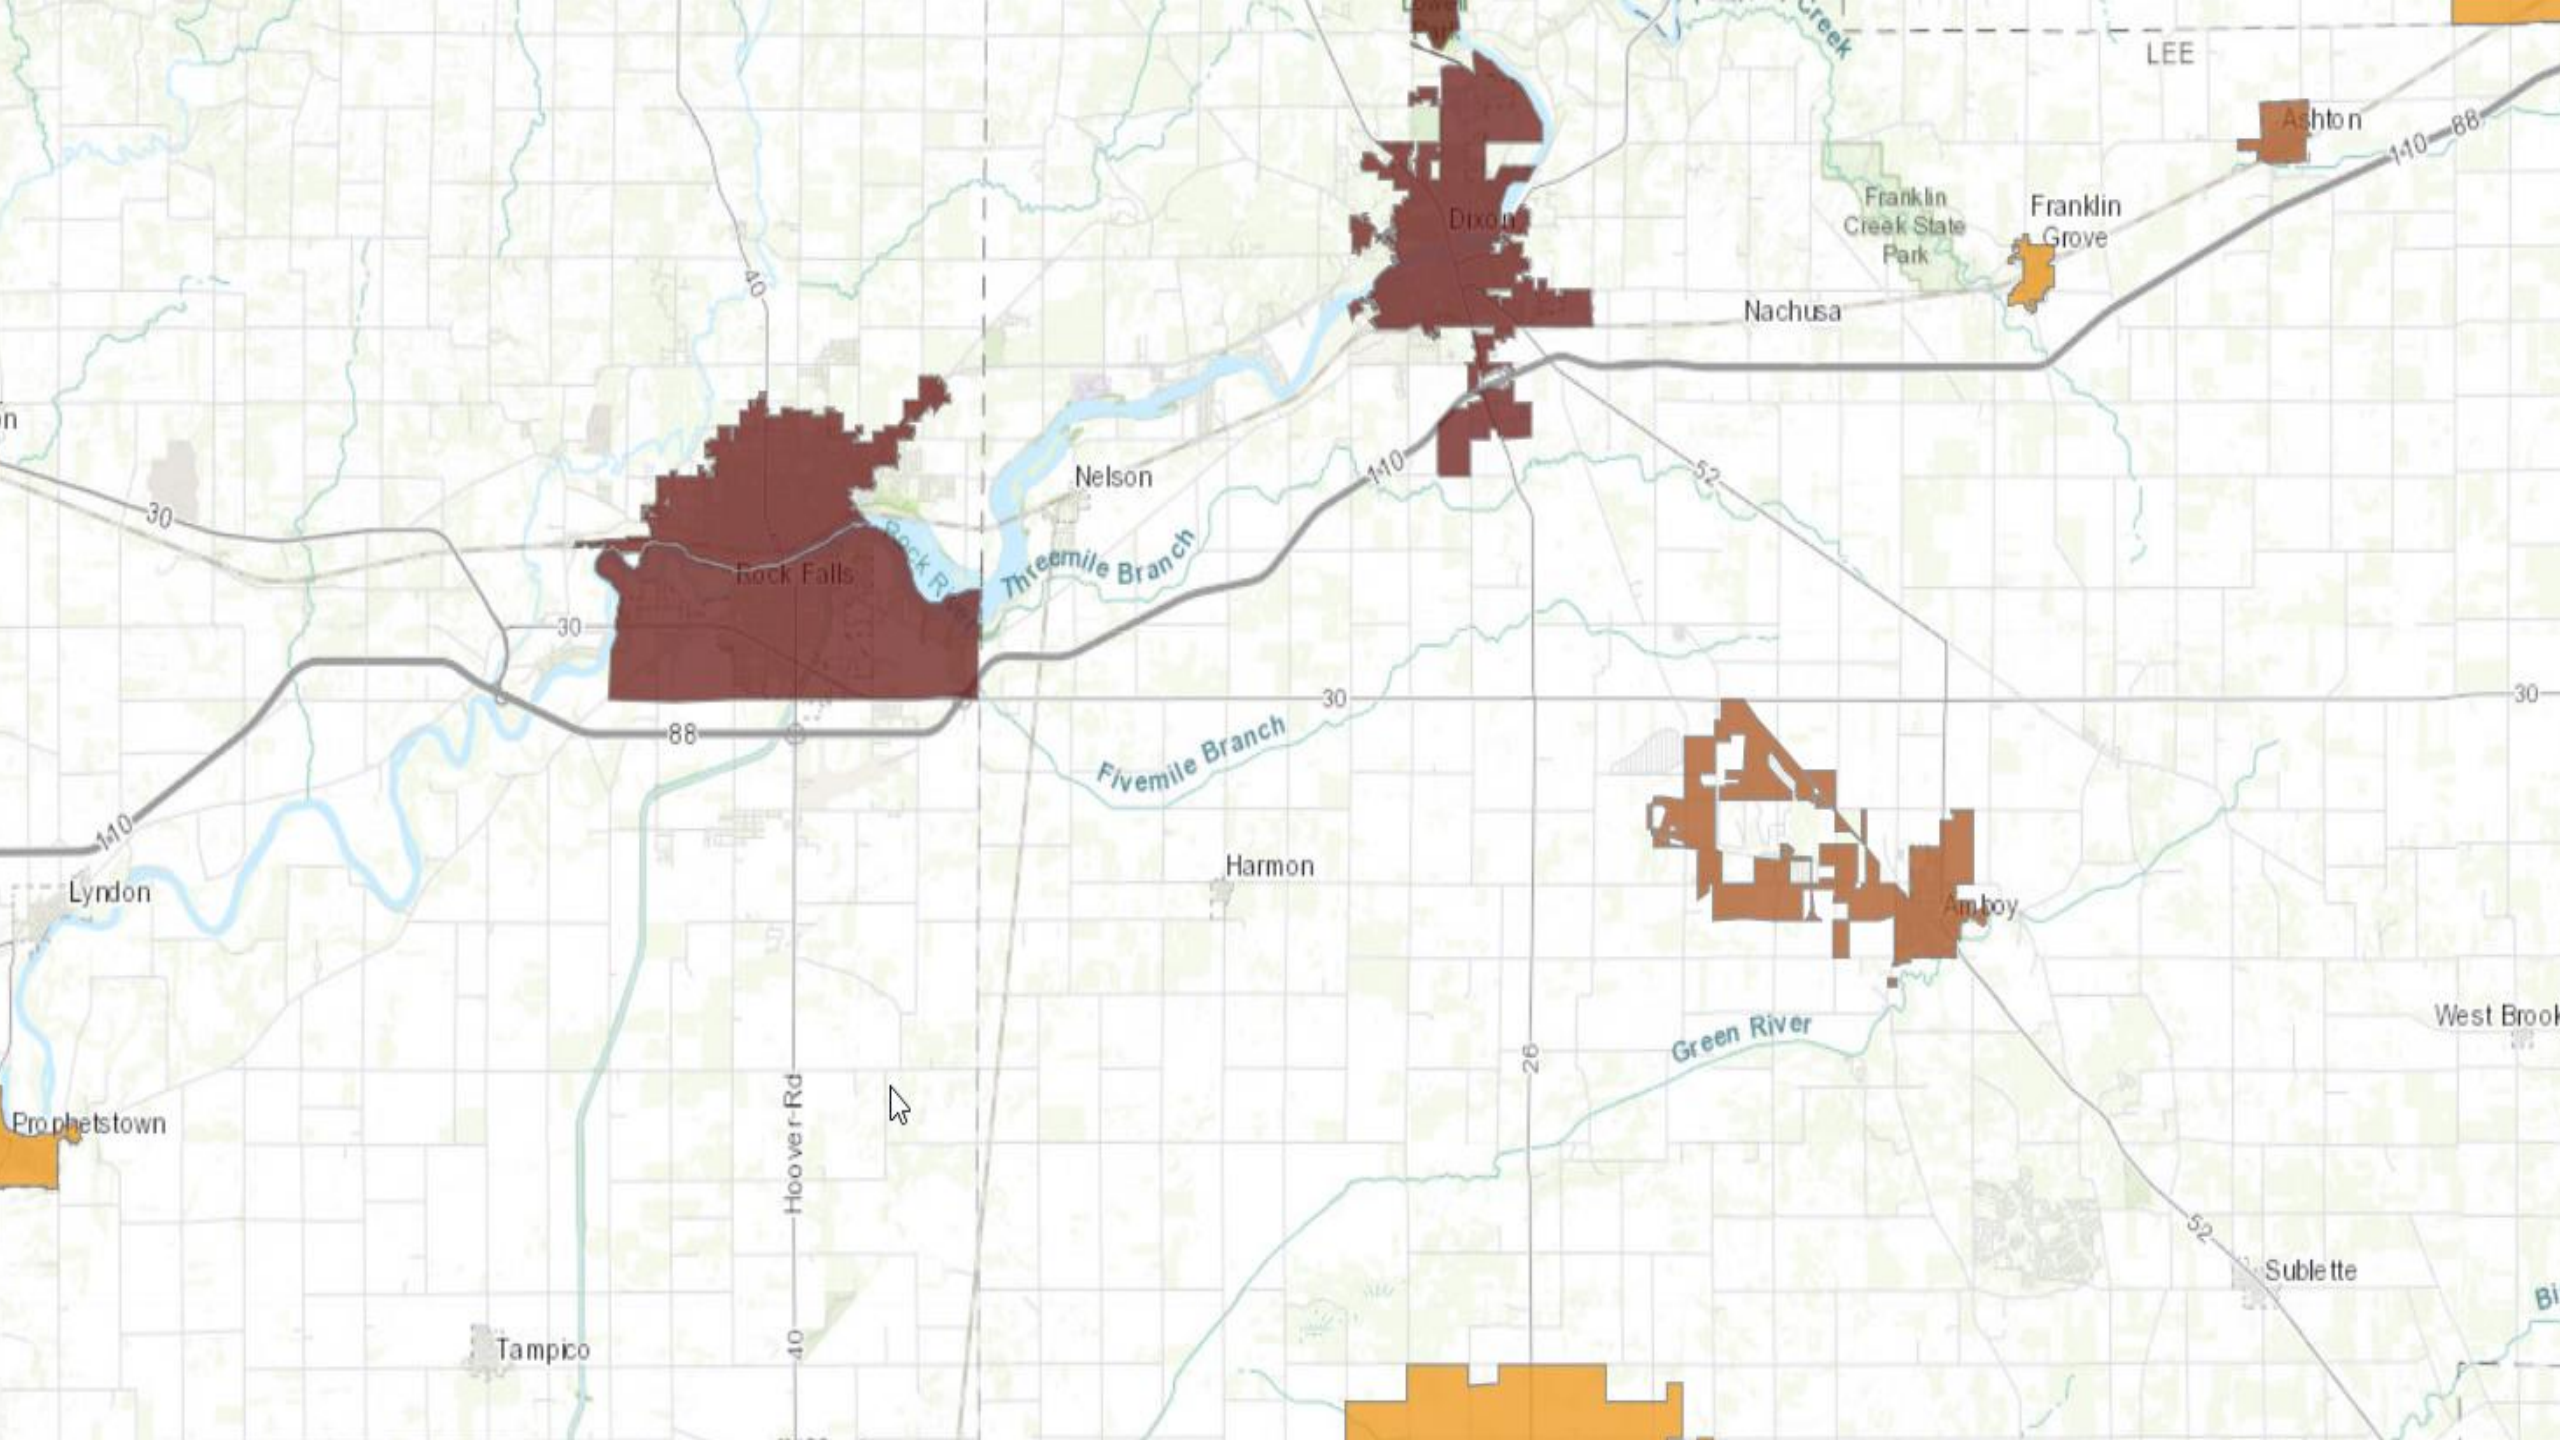 Creek
LEE
Ashton
88
110
Franklin
Creek State
Park
Franklin
Grove
Dixon
40
Nachusa
Nelson
110
52
30
Rock Falls
Threemile Branch
30
88
30
30
Fivemile Branch
110
Lyndon
Harmon
Amboy
West Brook
Green River
26
Hoover Rd
Prophetstown
52
Sublette
Bi
Tampico
40